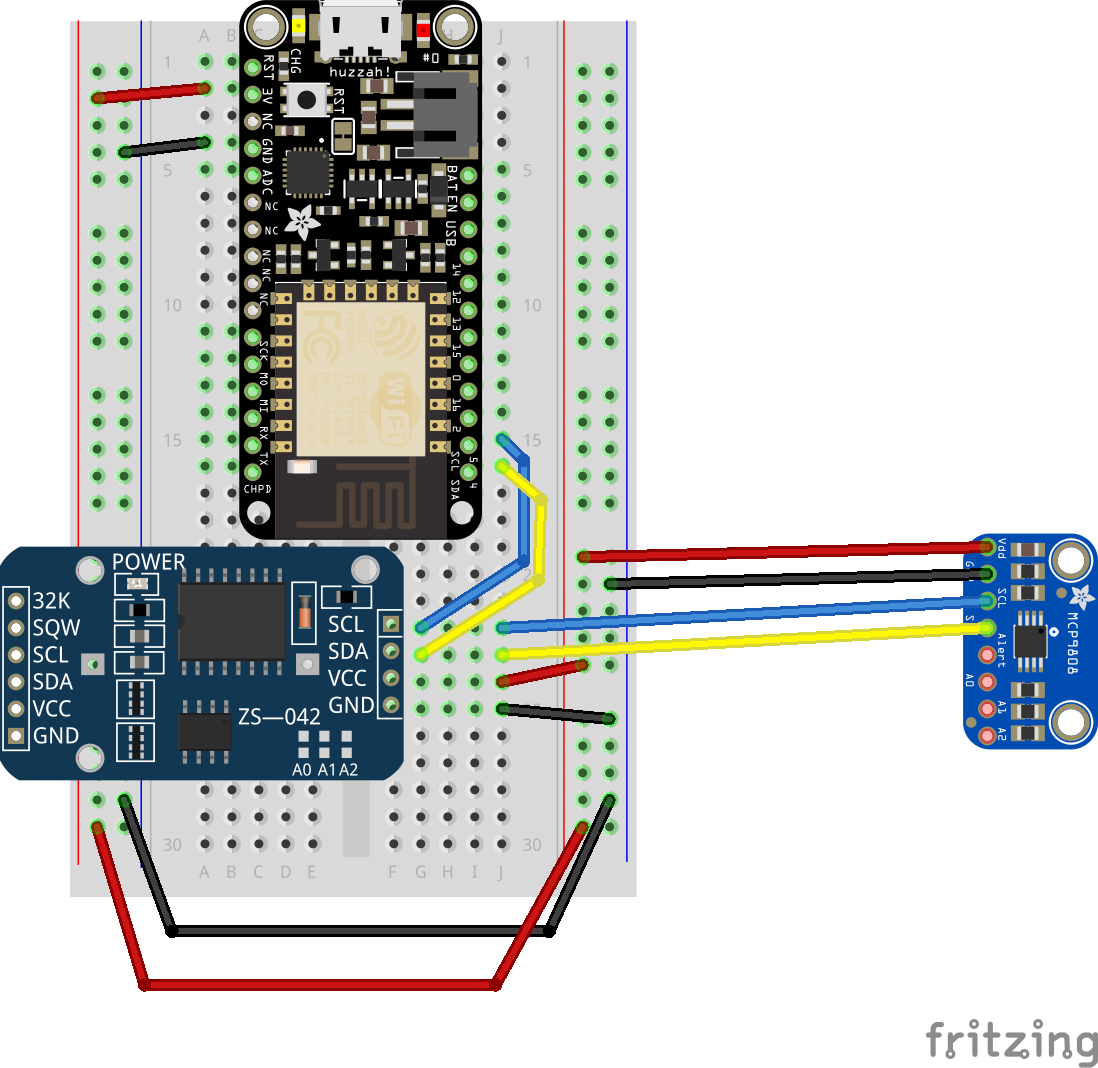 A B J
1 1
5 5
10 10
15 15
30 30
A B C D E F G H I J
CHG
huzzah!
#0
RST
RST
3V
NC
GND
ADC
NC
NC
NC
NC
NC
SCK
MO
MI
RX
TX
CHPD
BAT
EN
USB
14
12
13
15
0
16
2
5
SCL
4
SDA
FC
WiFi
POWER
32K
SQW
SCL
SDA
VCC
GND
SCL
SDA
VCC
GND
ZS—042
A0 A1 A2
Vdd
G
SCL
S
Alert
A0
A1
A2
MCP9808
fritzing